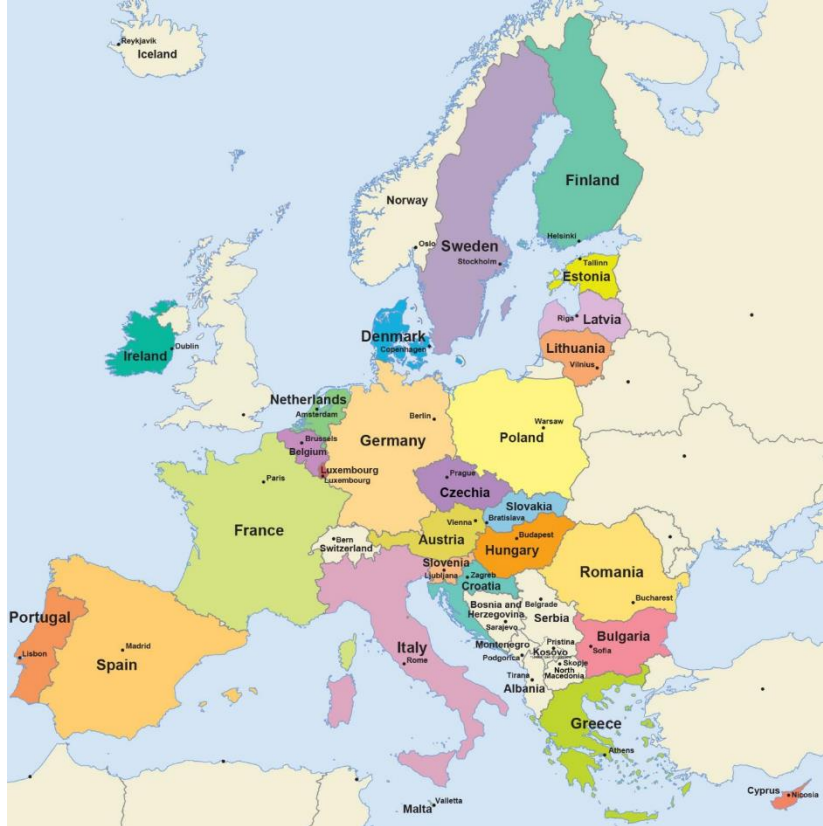 Reykjavík
Iceland
Finland
Norway
Helsinki
Oslo
Sweden
Stockholm
Tallinn
Estonia
Riga
Latvia
Denmark
Copenhagen
Lithuania
Vilnius
Dublin
Ireland
Netherlands
Amsterdam
Berlin
Warsaw
Germany
Poland
Brussels
Belgium
Luxembourg
Luxembourg
Prague
Czechia
Paris
Slovakia
Bratislava
Vienna
France
Austria
Budapest
Hungary
Bern
Switzerland
Slovenia
Ljubljana
Zagreb
Croatia
Romania
Bucharest
Bosnia and
Herzegovina
Sarajevo
Belgrade
Serbia
Portugal
Lisbon
Madrid
Spain
Italy
Rome
Montenegro
Podgorica
Pristina
Kosovo
Bulgaria
Sofia
Skopje
North
Macedonia
Tirana
Albania
Greece
Athens
Valletta
Malta
Cyprus
Nicosia